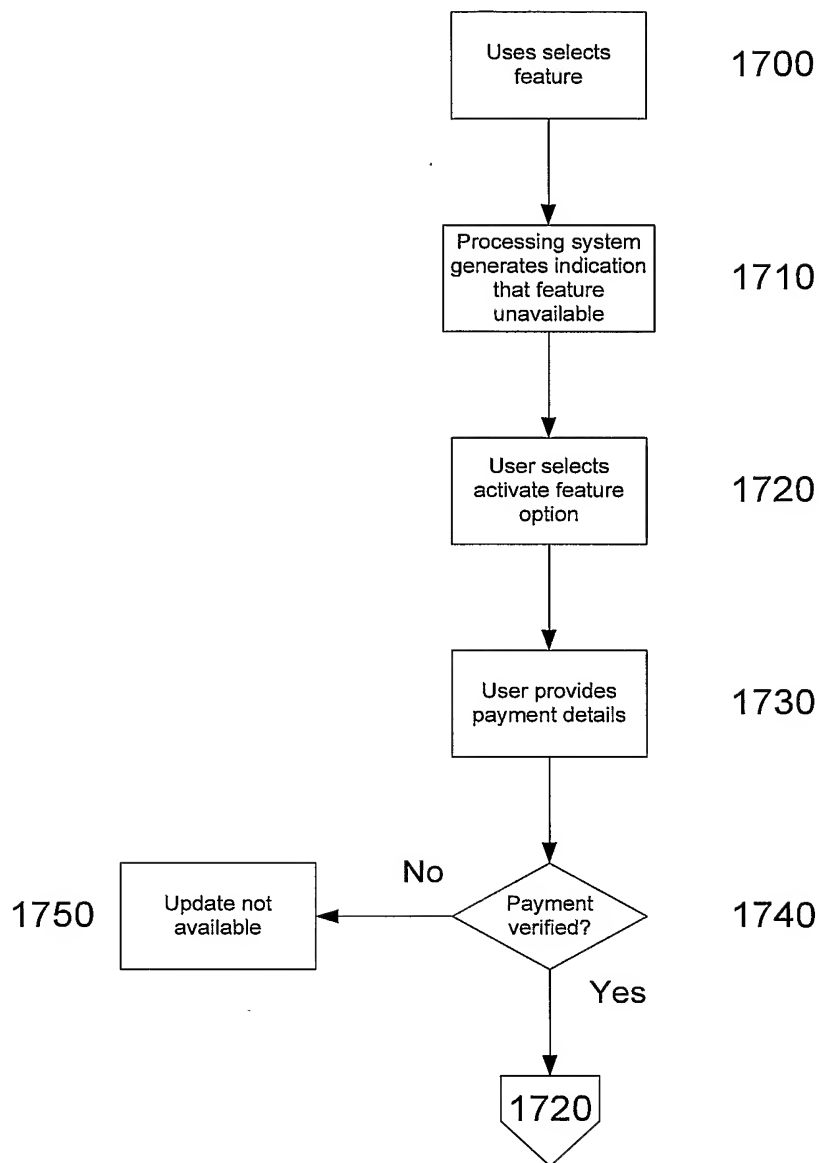 Uses selects
feature
1700
Processing system
generates indication
that feature
unavailable
1710
User selects
activate feature
option
1720
User provides
payment details
1730
No
1750
Update not
available
Payment
verified?
1740
Yes
1720